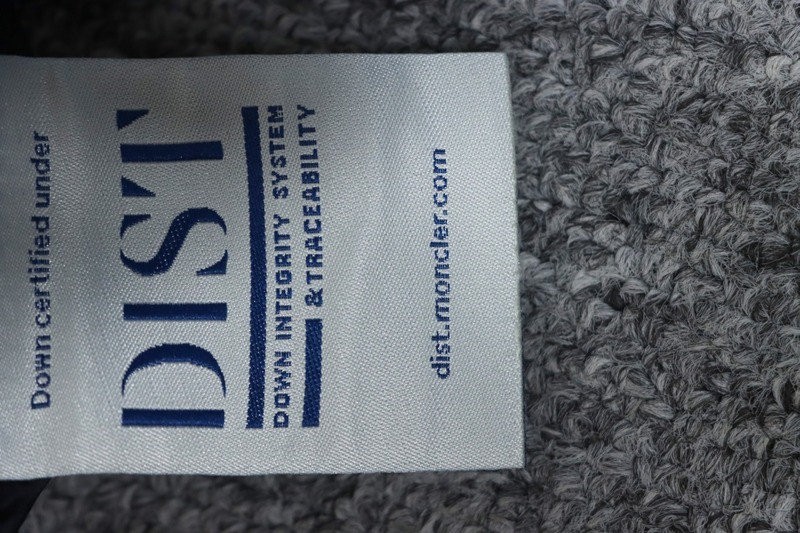 Down certified under
DIST
DOWN INTEGRITY SYSTEM
& TRACEABILITY
dist.moncler.com